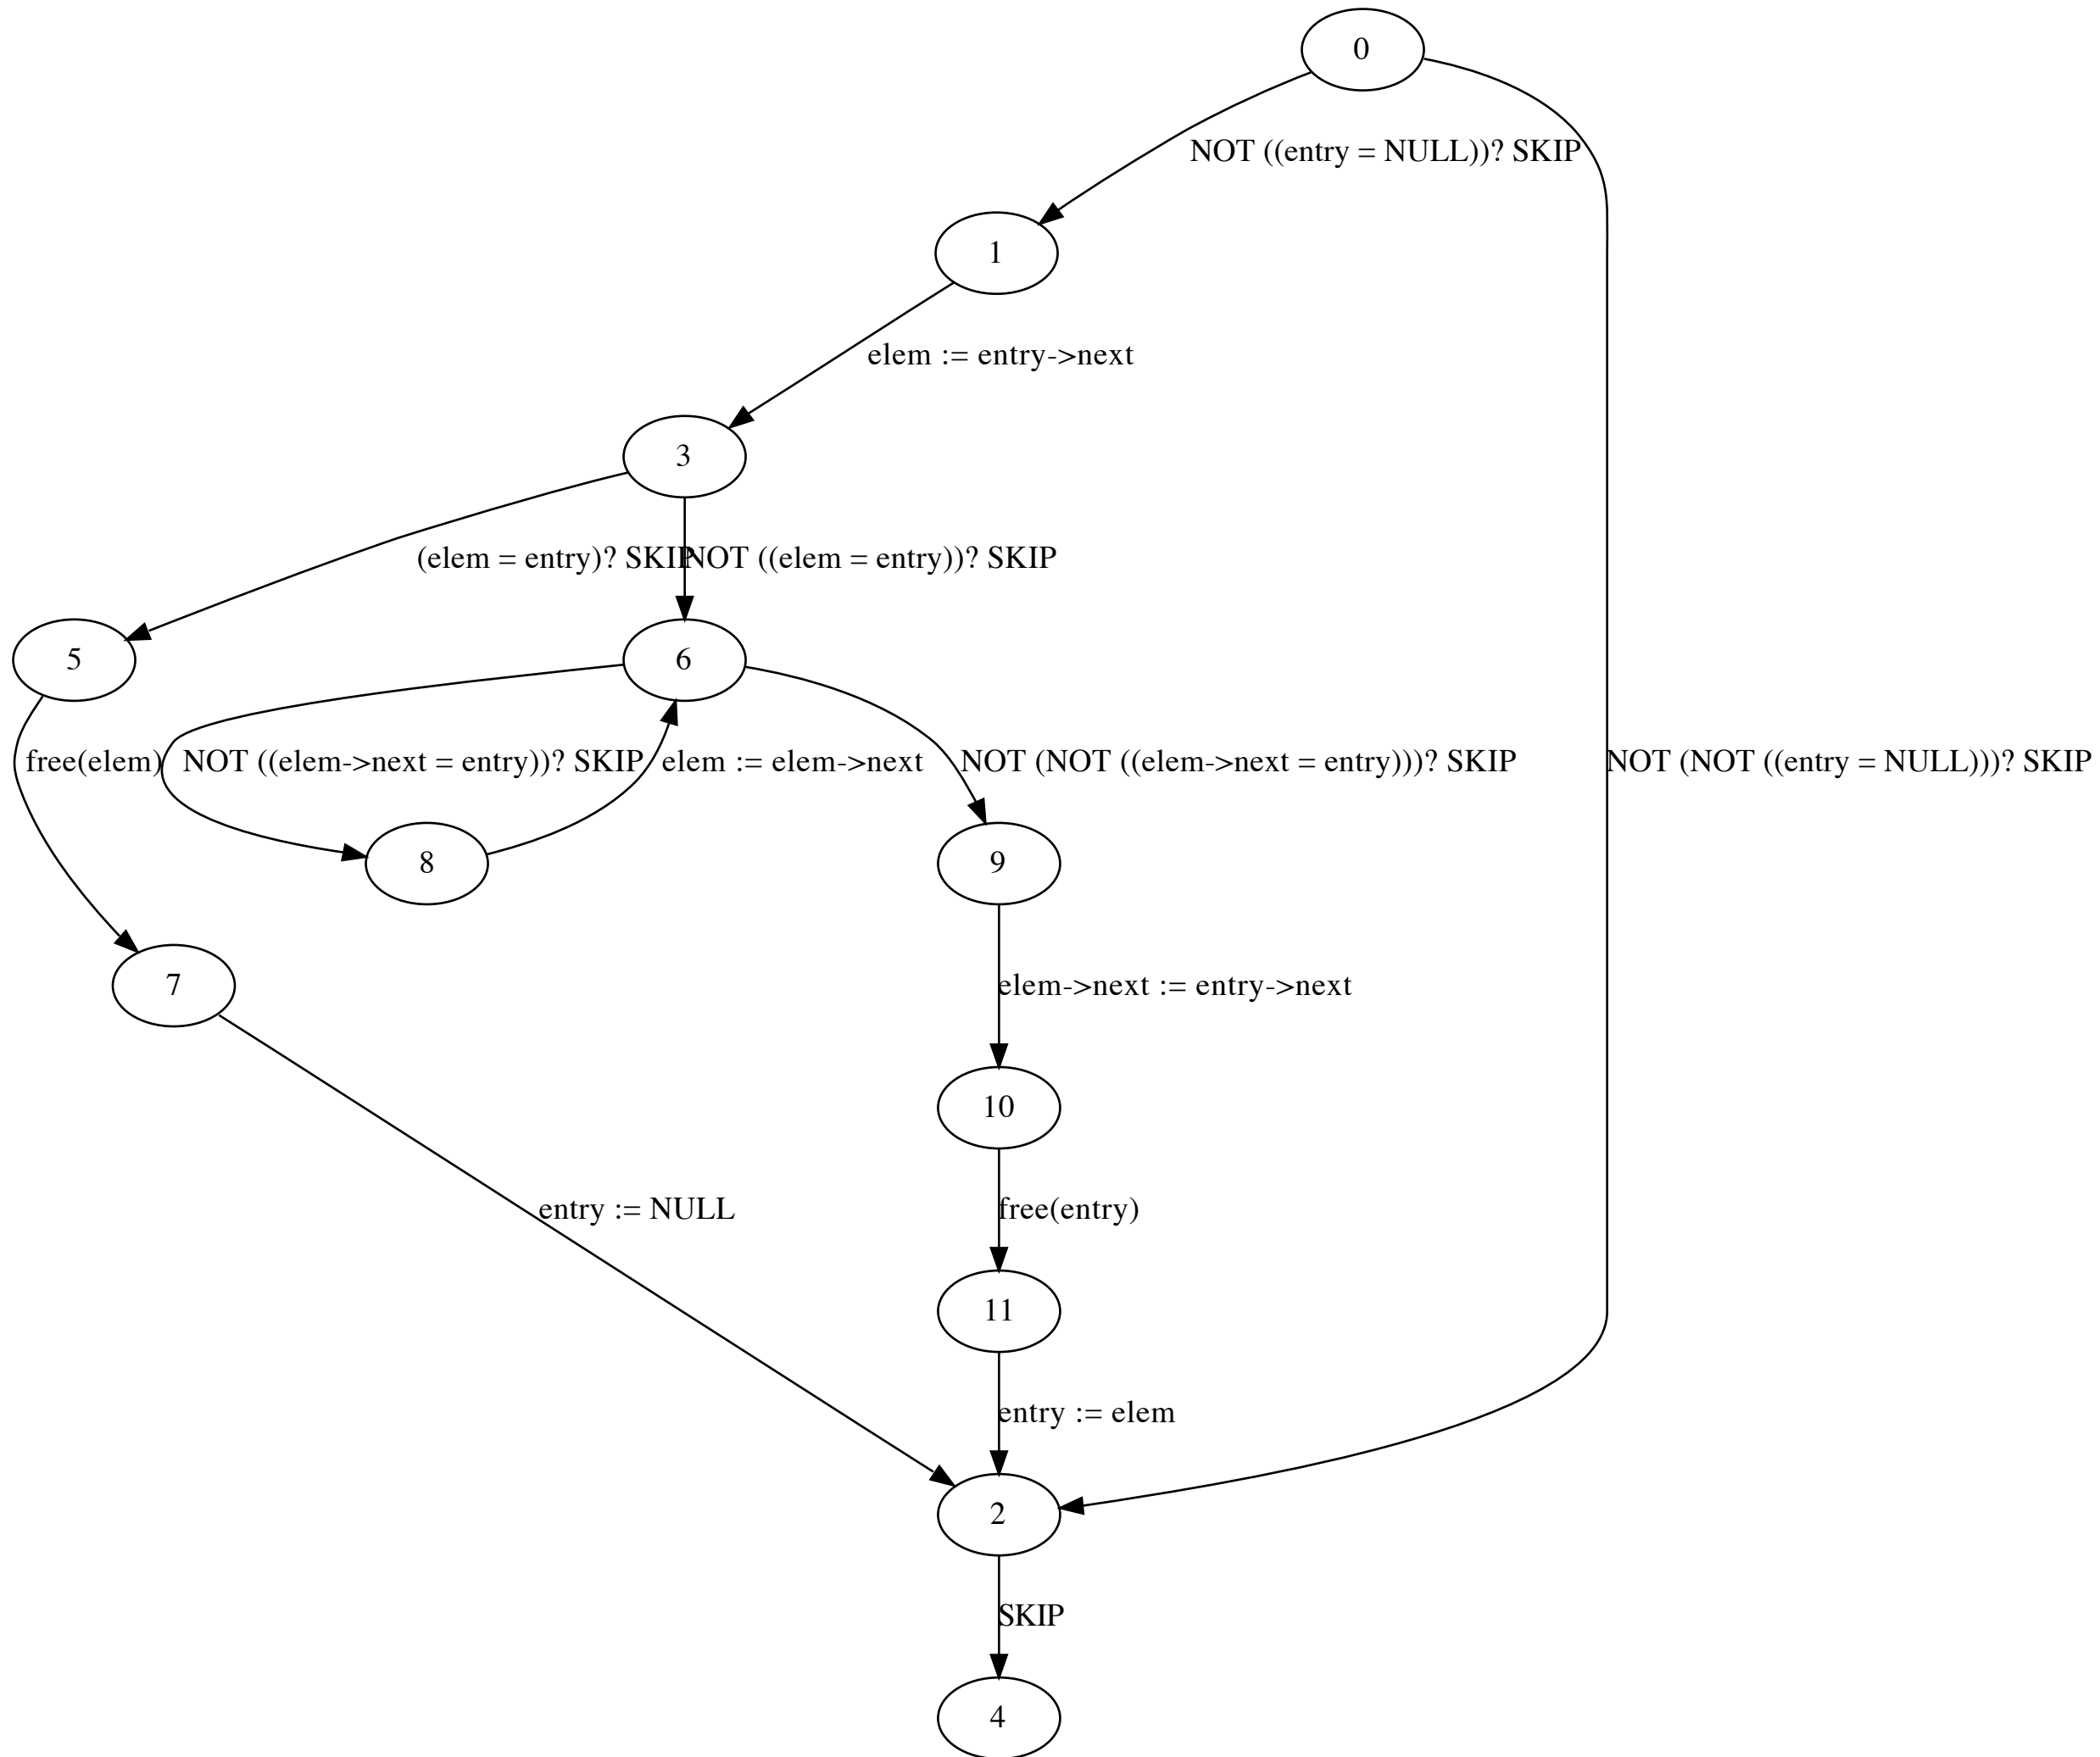 0
NOT ((entry = NULL))? SKIP
1
elem := entry->next
3
(elem = entry)? SKIP
NOT ((elem = entry))? SKIP
5
6
free(elem)
NOT ((elem->next = entry))? SKIP
elem := elem->next
NOT (NOT ((elem->next = entry)))? SKIP
NOT (NOT ((entry = NULL)))? SKIP
8
9
7
elem->next := entry->next
10
entry := NULL
free(entry)
11
entry := elem
2
SKIP
4